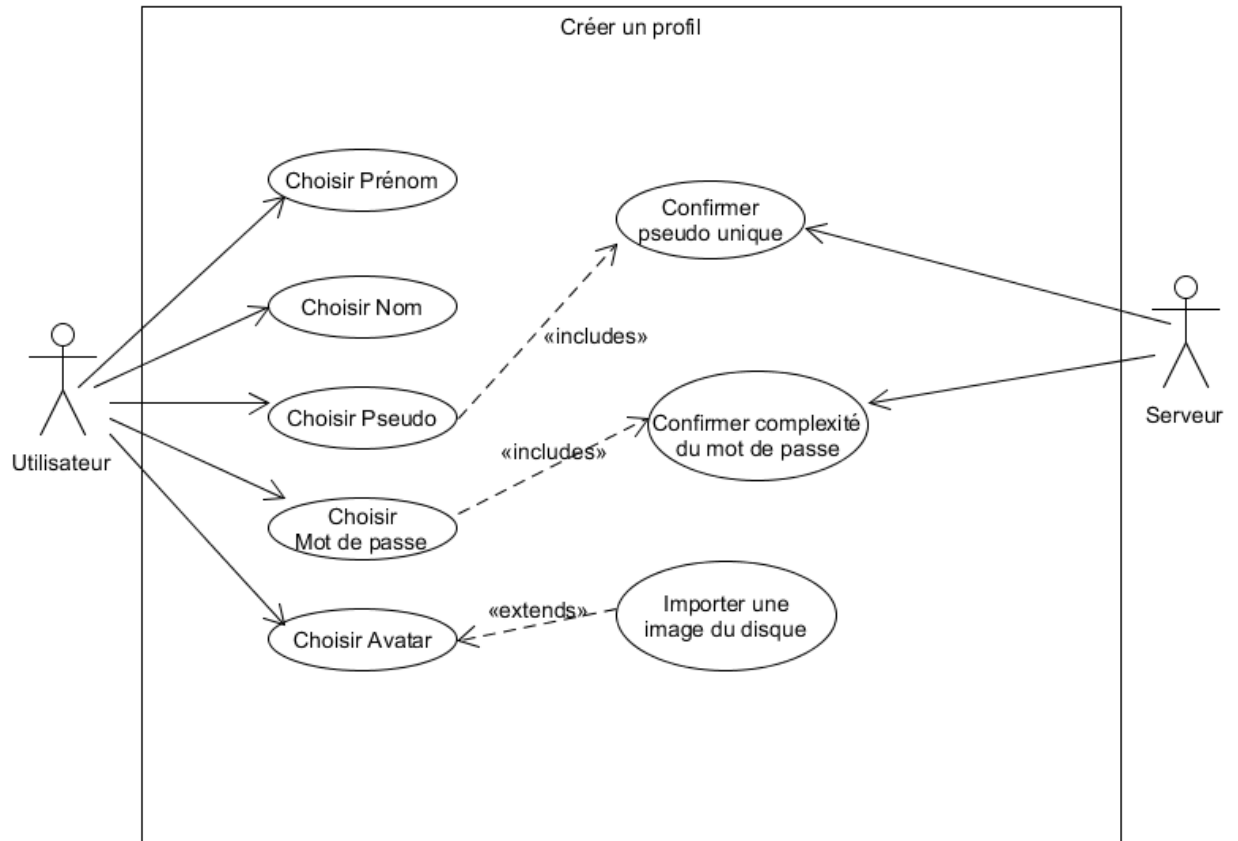 Créer un profil
Choisir Prénom
Confirmer
pseudo unique
Choisir Nom
«includes»
Choisir Pseudo
Confirmer complexité
du mot de passe
Serveur
Utilisateur
«includes»
Choisir
Mot de passe
«extends»
Importer une
image du disque
Choisir Avatar